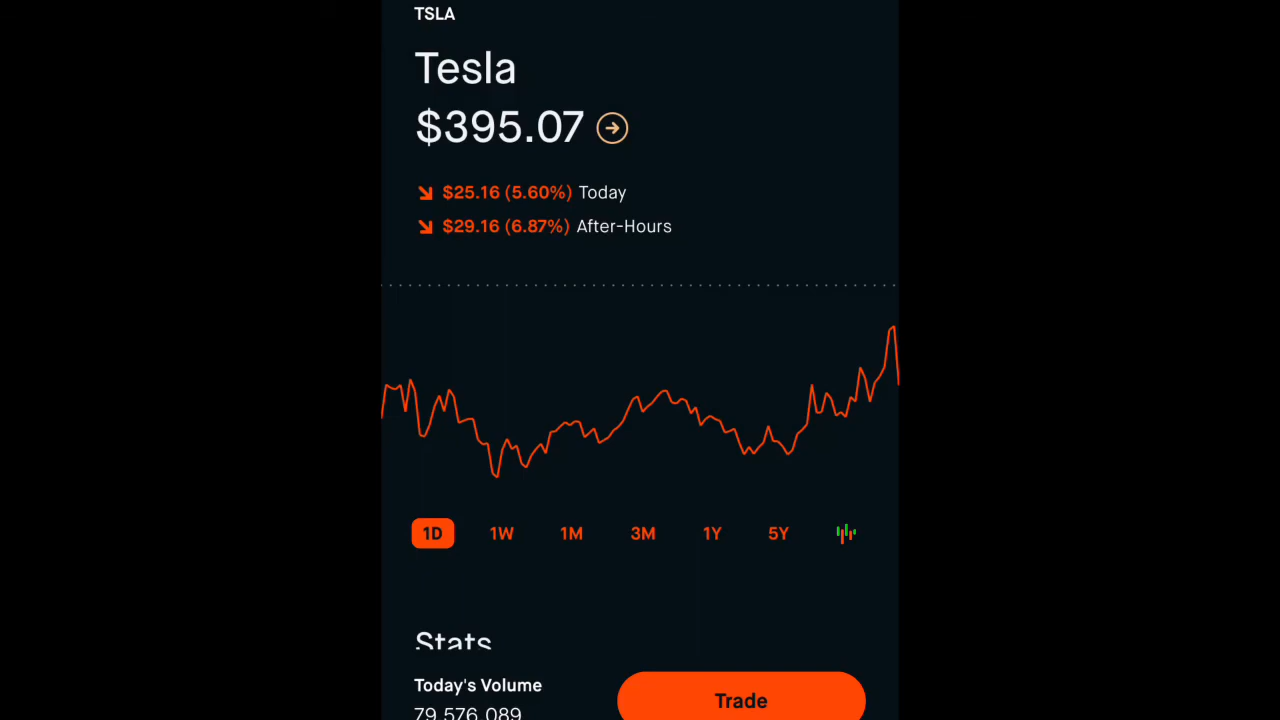 TSLA
Tesla
$395.07
$25.16 (5.60%) Today
$29.16 (6.87%) After-Hours
1D 1W 1M 3M 1Y 5Y
Stats
Today's Volume
79,576,089
Trade